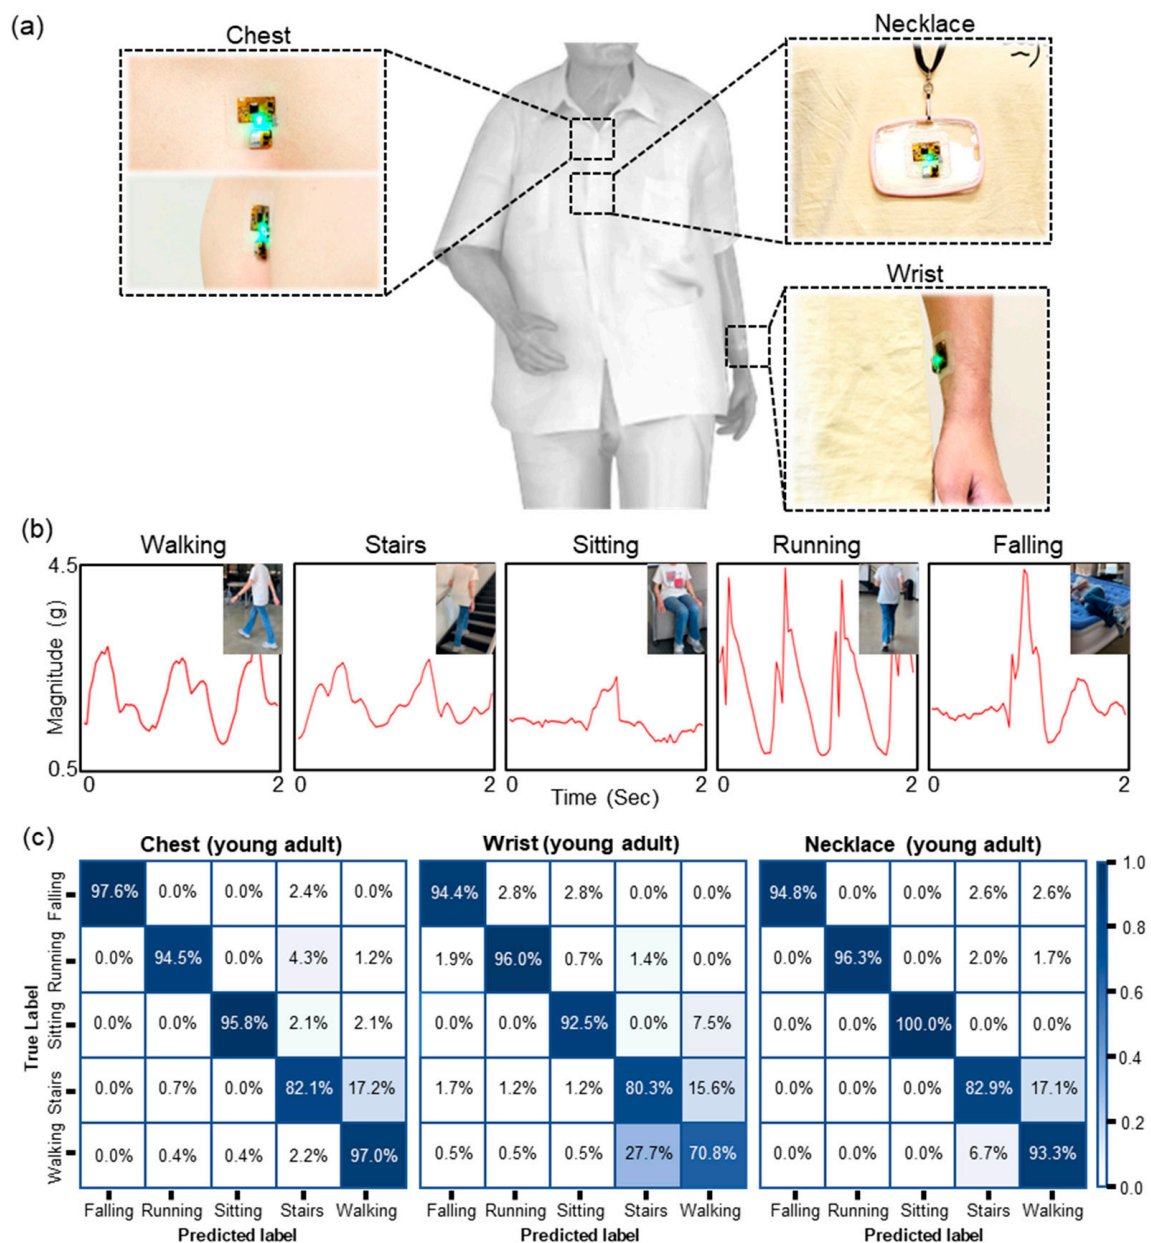 (a)
Chest
Necklace
Wrist
(b)
Walking
Stairs
Sitting
Running
Falling
4.5
Magnitude (g)
0.5
0 2
0 2
0 2
0 2
0 2
Time (Sec)
(c)
Chest (young adult)
Wrist (young adult)
Necklace (young adult)
True Label
Falling
97.6% 0.0% 0.0% 2.4% 0.0%
94.4% 2.8% 2.8% 0.0% 0.0%
94.8% 0.0% 0.0% 2.6% 2.6%
Running
0.0% 94.5% 0.0% 4.3% 1.2%
1.9% 96.0% 0.7% 1.4% 0.0%
0.0% 96.3% 0.0% 2.0% 1.7%
Sitting
0.0% 0.0% 95.8% 2.1% 2.1%
0.0% 0.0% 92.5% 0.0% 7.5%
0.0% 0.0% 100.0% 0.0% 0.0%
Stairs
0.0% 0.7% 0.0% 82.1% 17.2%
1.7% 1.2% 1.2% 80.3% 15.6%
0.0% 0.0% 0.0% 82.9% 17.1%
Walking
0.0% 0.4% 0.4% 2.2% 97.0%
0.5% 0.5% 0.5% 27.7% 70.8%
0.0% 0.0% 0.0% 6.7% 93.3%
Falling Running Sitting Stairs Walking
Falling Running Sitting Stairs Walking
Falling Running Sitting Stairs Walking
Predicted label
Predicted label
Predicted label
1.0
0.8
0.6
0.4
0.2
0.0